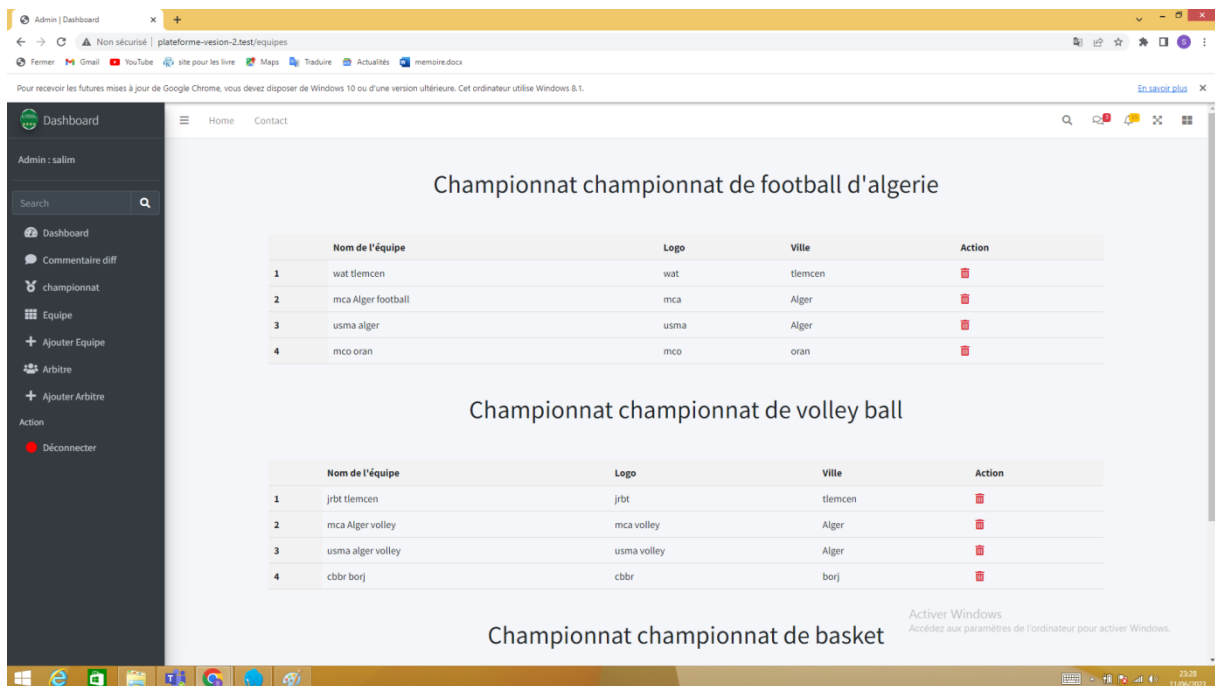 Admin | Dashboard
Non sécurisé | plateforme-vesion-2.test/equipes
Fermer Gmail YouTube site pour les livre Maps Traduire Actualités memoire.docx
Pour recevoir les futures mises à jour de Google Chrome, vous devez disposer de Windows 10 ou d'une version ultérieure. Cet ordinateur utilise Windows 8.1. En savoir plus
Dashboard
Home Contact
Admin : salim
Search
Dashboard
Commentaire diff
championnat
Equipe
Ajouter Equipe
Arbitre
Ajouter Arbitre
Action
Déconnecter
Championnat championnat de football d'algerie
Nom de l'équipe Logo Ville Action
1 wat tlemcen wat tlemcen
2 mca Alger football mca Alger
3 usma alger usma Alger
4 mco oran mco oran
Championnat championnat de volley ball
Nom de l'équipe Logo Ville Action
1 jrbt tlemcen jrbt tlemcen
2 mca Alger volley mca volley Alger
3 usma alger volley usma volley Alger
4 cbbr borj cbbr borj
Championnat championnat de basket
Activer Windows
Accédez aux paramètres de l'ordinateur pour activer Windows.
23:28
11/06/2023